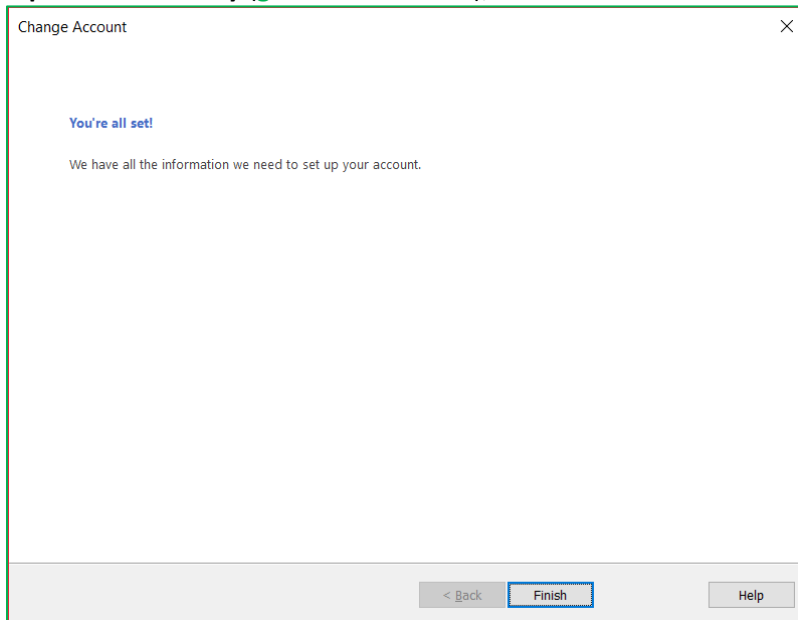 Change Account
You're all set!
We have all the information we need to set up your account.
< Back Finish Help